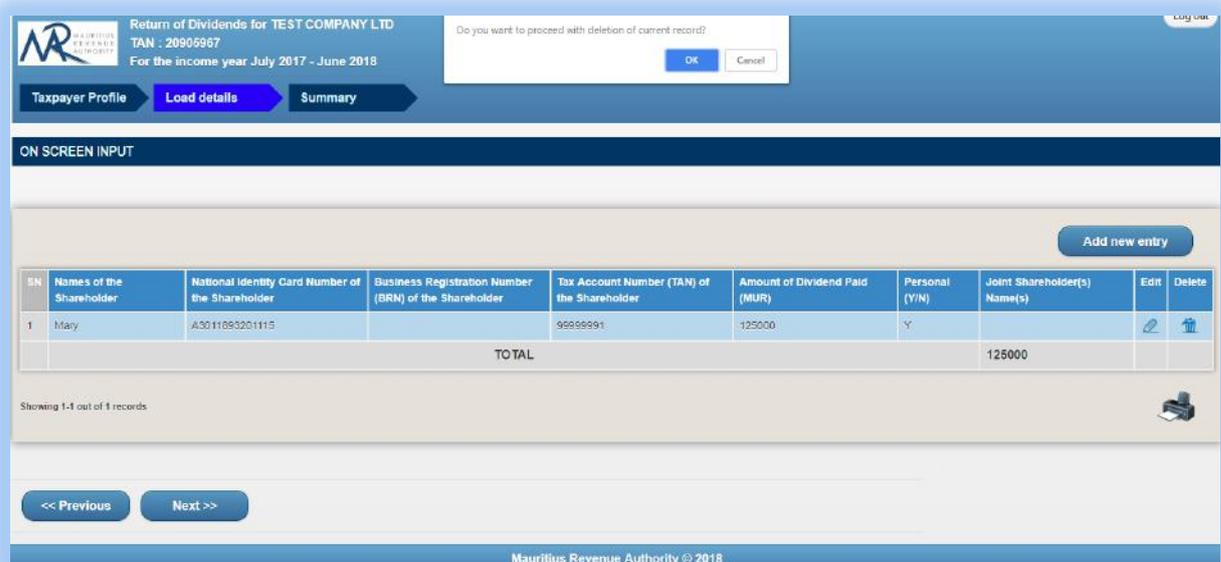 MAURITIUS
REVENUE
AUTHORITY
Return of Dividends for TEST COMPANY LTD
TAN : 20905967
For the income year July 2017 - June 2018
Do you want to proceed with deletion of current record?
OK Cancel
Log out
Taxpayer Profile Load details Summary
ON SCREEN INPUT
Add new entry
SN Names of the Shareholder National Identity Card Number of the Shareholder Business Registration Number (BRN) of the Shareholder Tax Account Number (TAN) of the Shareholder Amount of Dividend Paid (MUR) Personal (Y/N) Joint Shareholder(s) Name(s) Edit Delete
1 Mary A3011893201115 99999991 125000 Y
TOTAL 125000
Showing 1-1 out of 1 records
<< Previous Next >>
Mauritius Revenue Authority © 2018